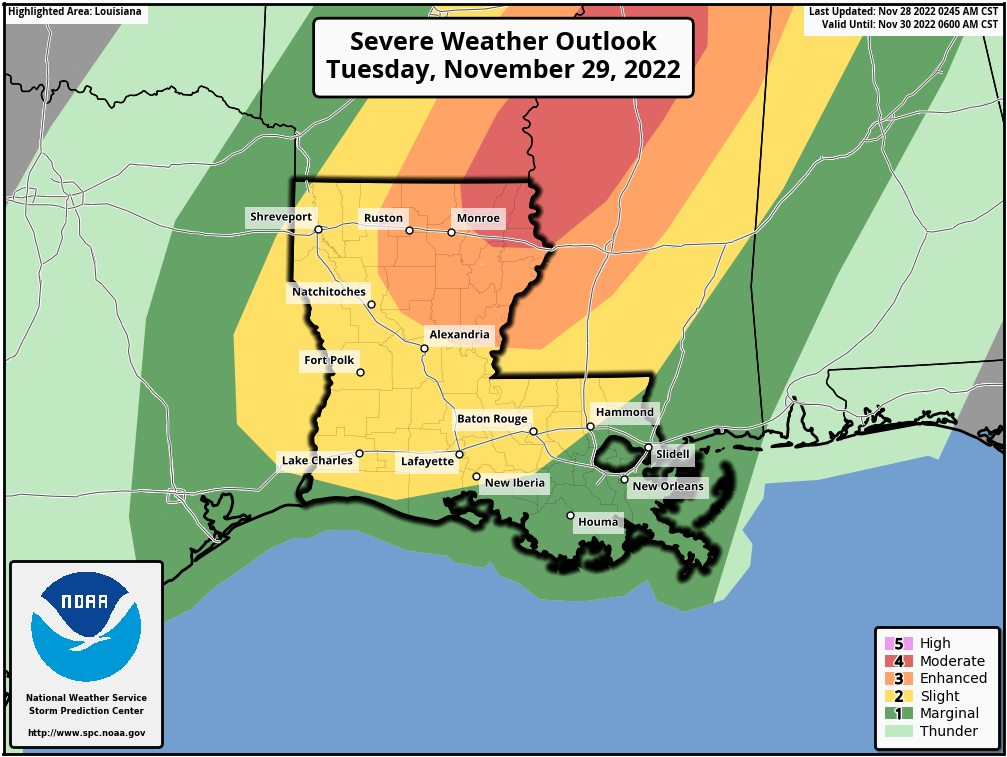 Highlighted Area: Louisiana
Last Updated: Nov 28 2022 0245 AM CST
Valid Until: Nov 30 2022 0600 AM CST
Severe Weather Outlook
Tuesday, November 29, 2022
Shreveport
Ruston
Monroe
Natchitoches
Alexandria
Fort Polk
Baton Rouge
Hammond
Lake Charles
Lafayette
Slidell
New Iberia
New Orleans
Houma
NOAA
National Weather Service
Storm Prediction Center
http://www.spc.noaa.gov
5 High
4 Moderate
3 Enhanced
2 Slight
1 Marginal
Thunder